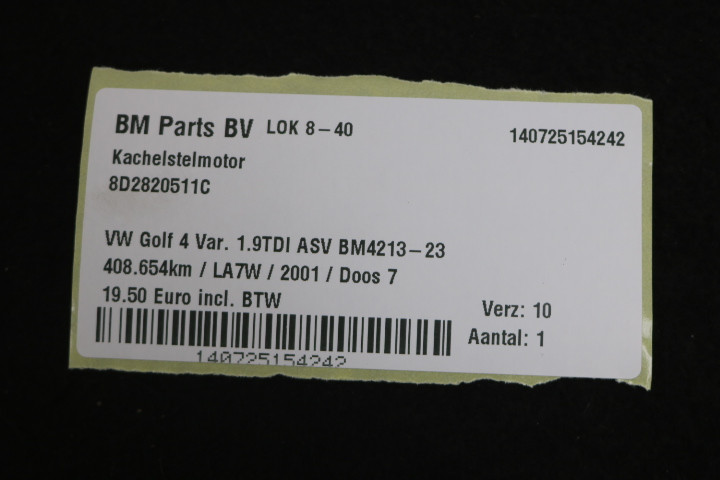 BM Parts BV LOK 8-40 140725154242
Kachelstelmotor
8D2820511C
VW Golf 4 Var. 1.9TDI ASV BM4213-23
408.654km / LA7W / 2001 / Doos 7
19.50 Euro incl. BTW
Verz: 10
Aantal: 1
140725154242